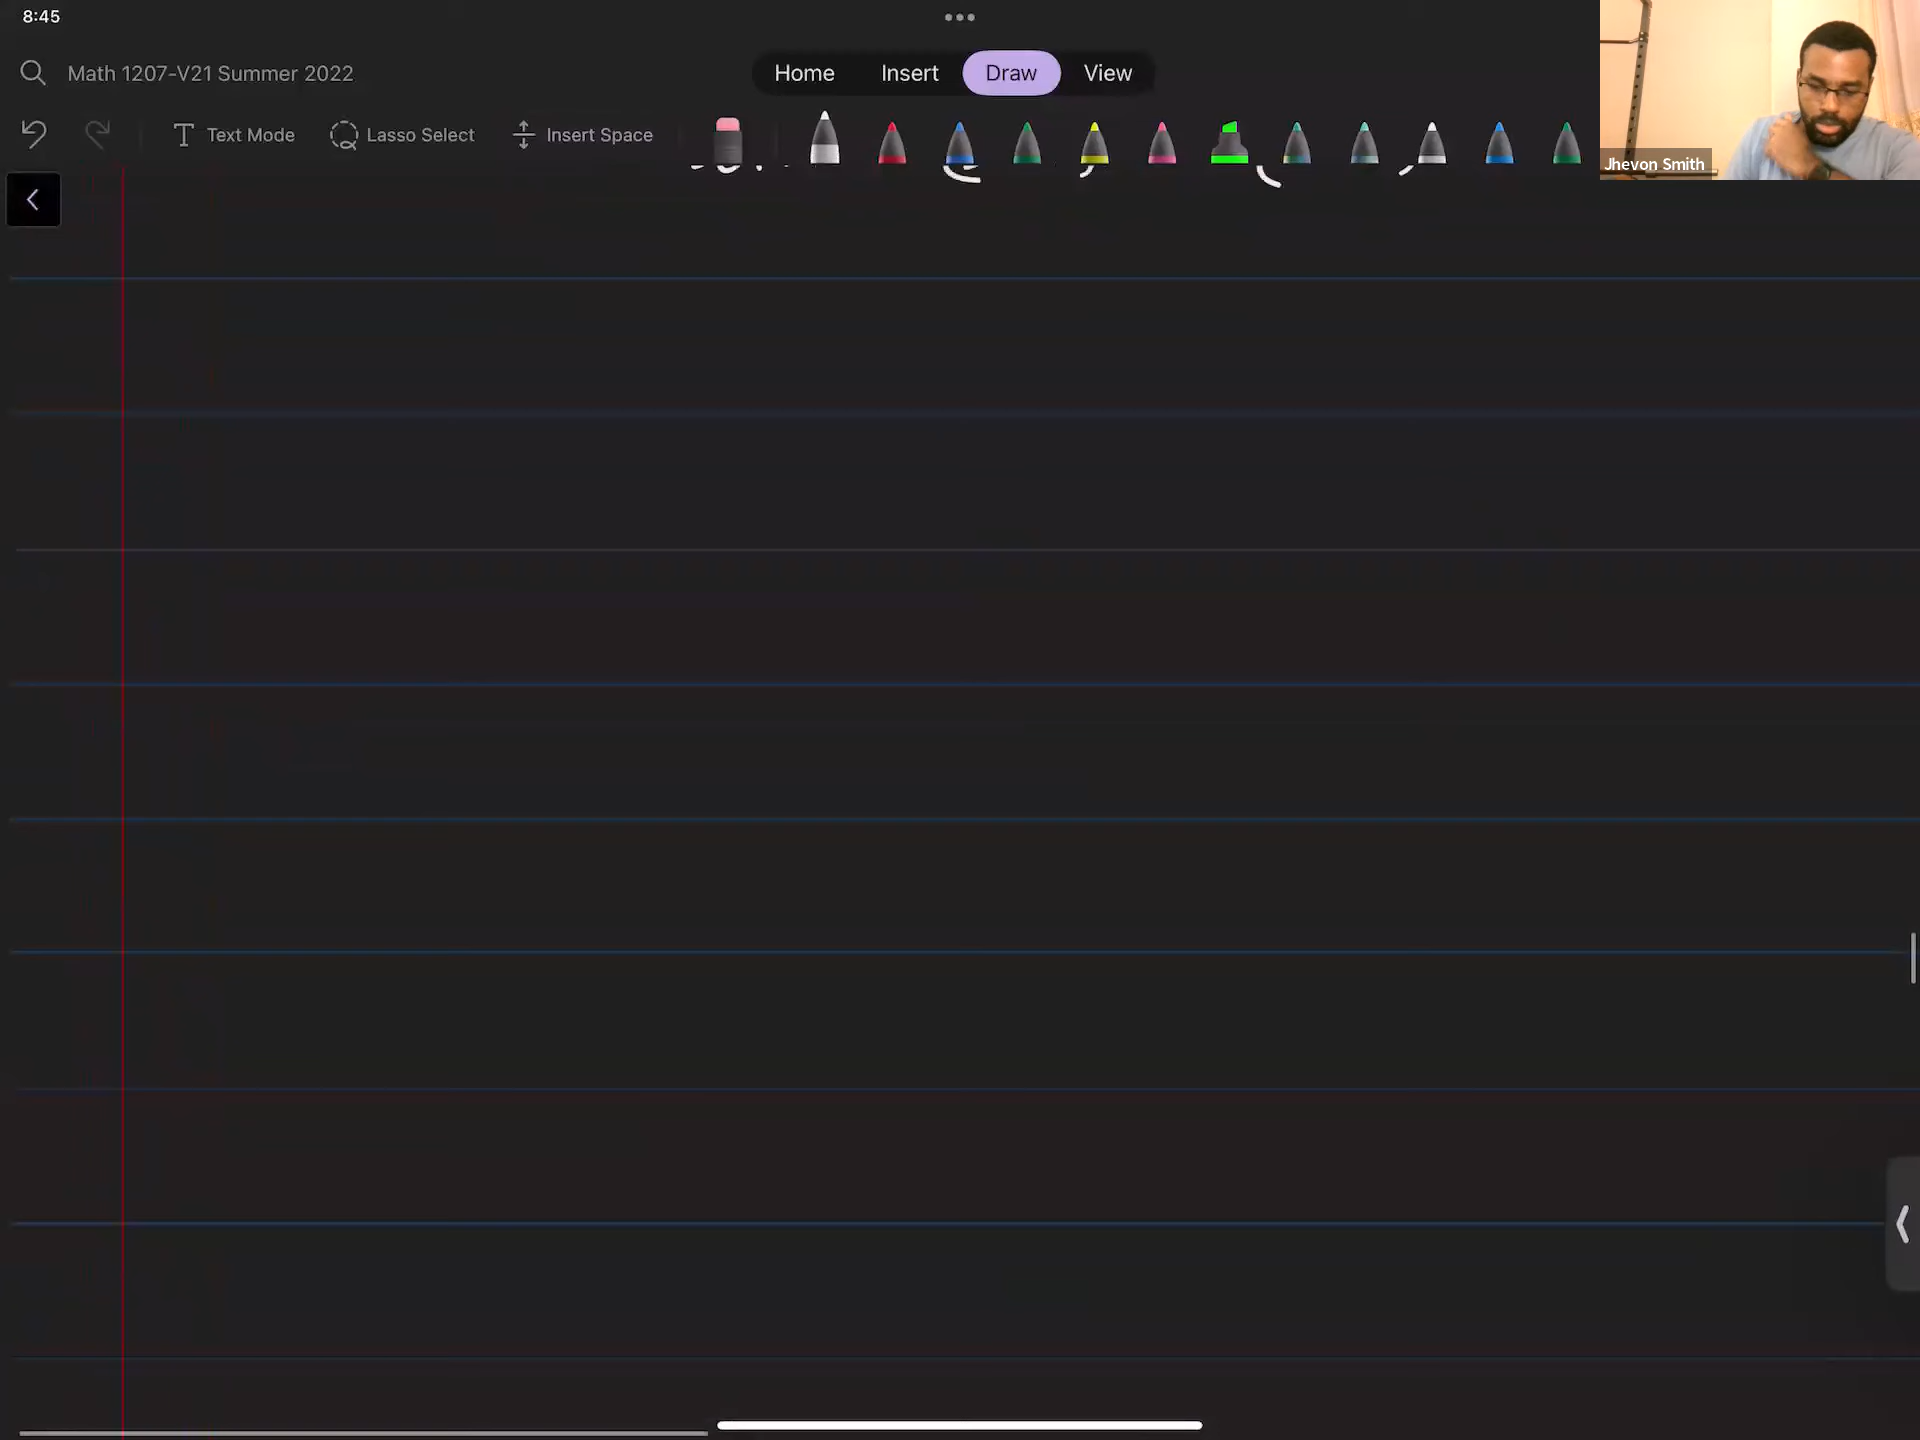 8:45
Math 1207-V21 Summer 2022
Home Insert Draw View
Text Mode Lasso Select Insert Space
Jhevon Smith